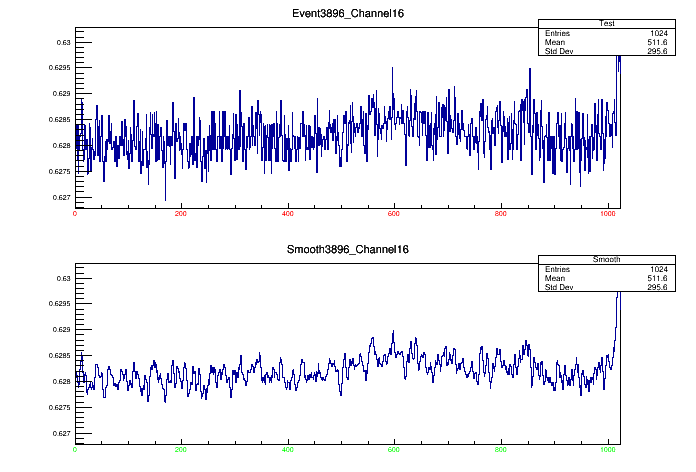 Event3896_Channel16
Test
Entries 1024
Mean 511.6
Std Dev 295.6
0.63
0.6295
0.629
0.6285
0.628
0.6275
0.627
0 200 400 600 800 1000
Smooth3896_Channel16
Smooth
Entries 1024
Mean 511.6
Std Dev 295.6
0.63
0.6295
0.629
0.6285
0.628
0.6275
0.627
0 200 400 600 800 1000